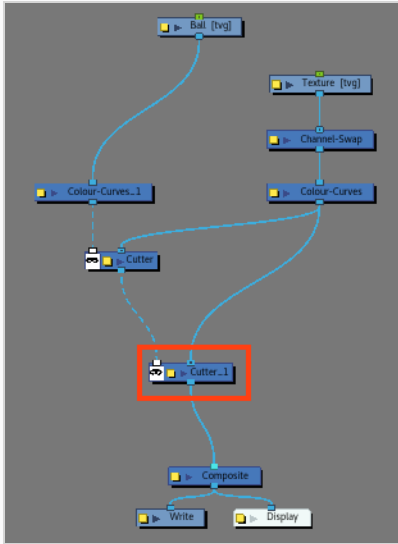 Ball [tvg]
Texture [tvg]
Channel-Swap
Colour-Curves_1
Colour-Curves
Cutter
Cutter_1
Composite
Write
Display